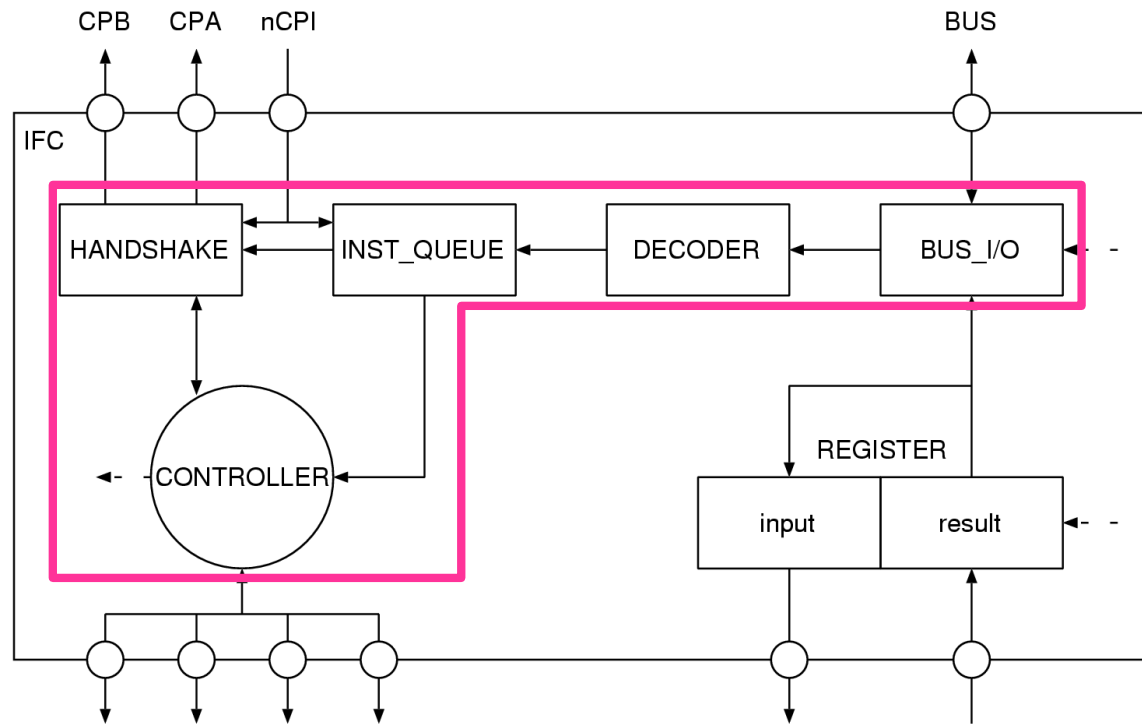 CPB CPA nCPI BUS
IFC
HANDSHAKE INST_QUEUE DECODER BUS_I/O
REGISTER
CONTROLLER
input result